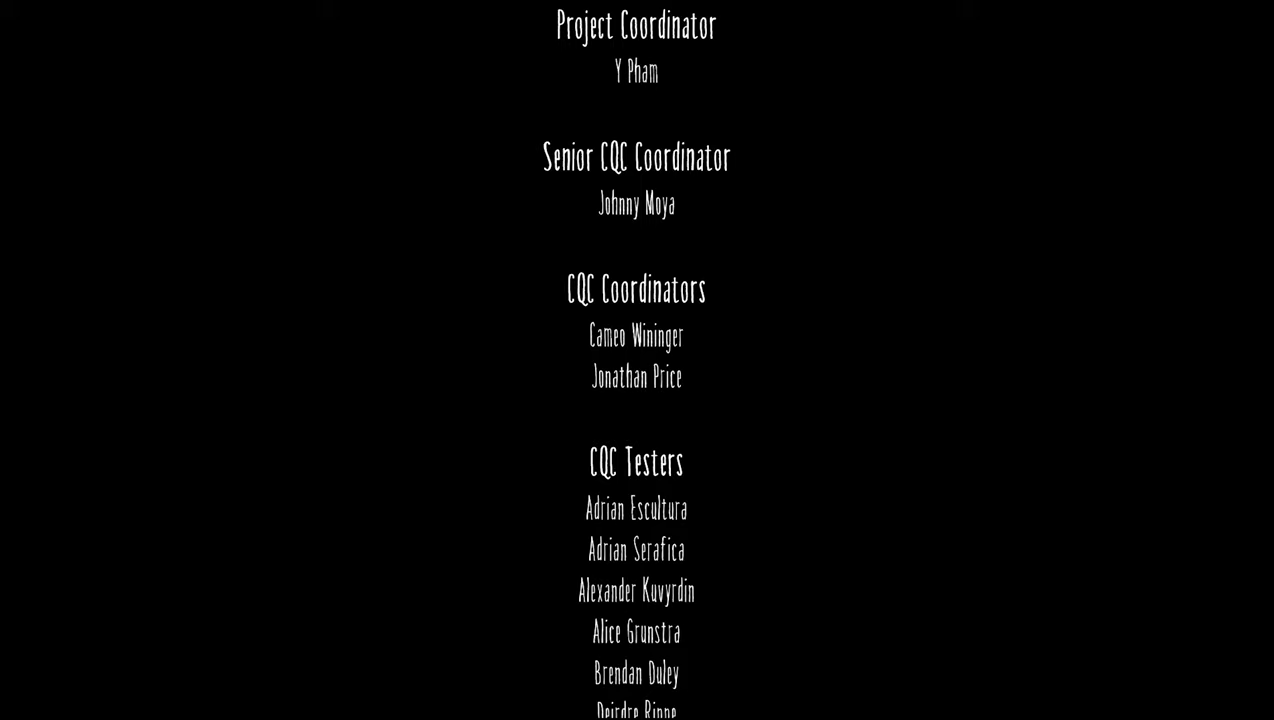 Project Coordinator
Y Pham
Senior CQC Coordinator
Johnny Moya
CQC Coordinators
Cameo Wininger
Jonathan Price
CQC Testers
Adrian Escultura
Adrian Serafica
Alexander Kuvyrdin
Alice Grunstra
Brendan Duley
Deirdre